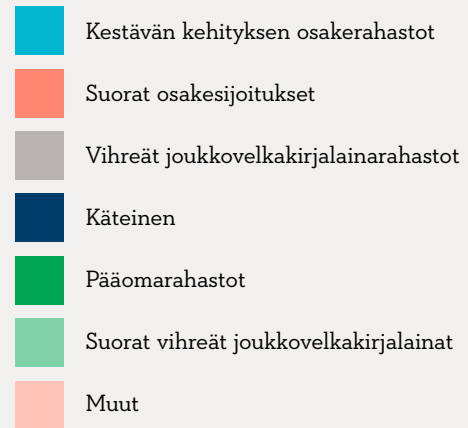 Kestävän kehityksen osakerahastot
Suorat osakesijoitukset
Vihreät joukkovelkakirjalainarahastot
Käteinen
Pääomarahastot
Suorat vihreät joukkovelkakirjalainat
Muut